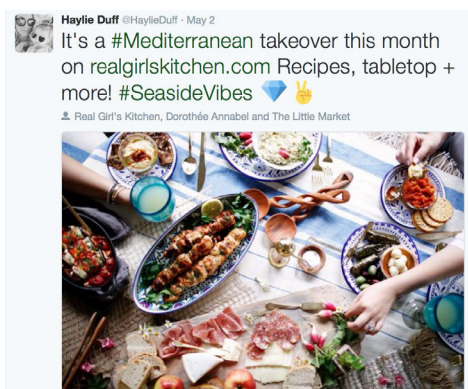 Haylie Duff @HaylieDuff · May 2
It's a #Mediterranean takeover this month
on realgirlskitchen.com Recipes, tabletop +
more! #SeasideVibes 💎✌
Real Girl's Kitchen, Dorothée Annabel and The Little Market